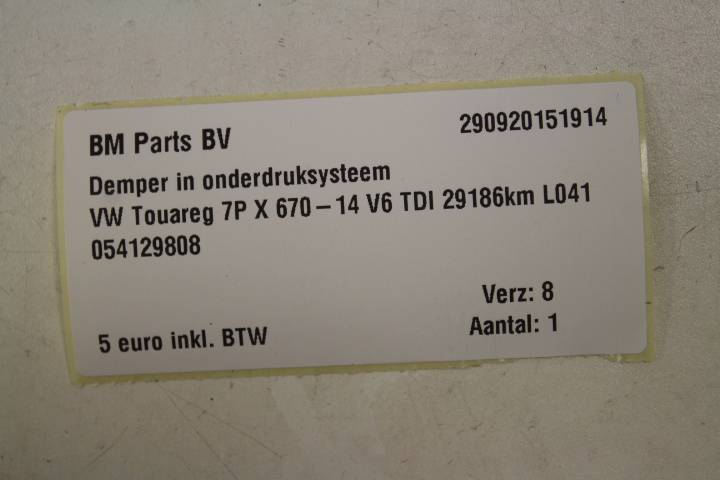 BM Parts BV 290920151914
Demper in onderdruksysteem
VW Touareg 7P X 670-14 V6 TDI 29186km L041
054129808
Verz: 8
5 euro inkl. BTW Aantal: 1